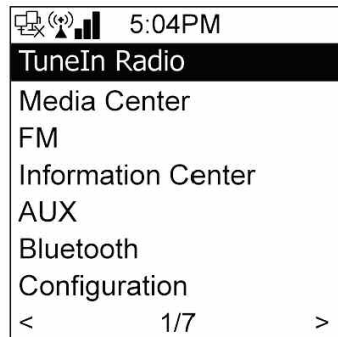 5:04PM
TuneIn Radio
Media Center
FM
Information Center
AUX
Bluetooth
Configuration
< 1/7 >